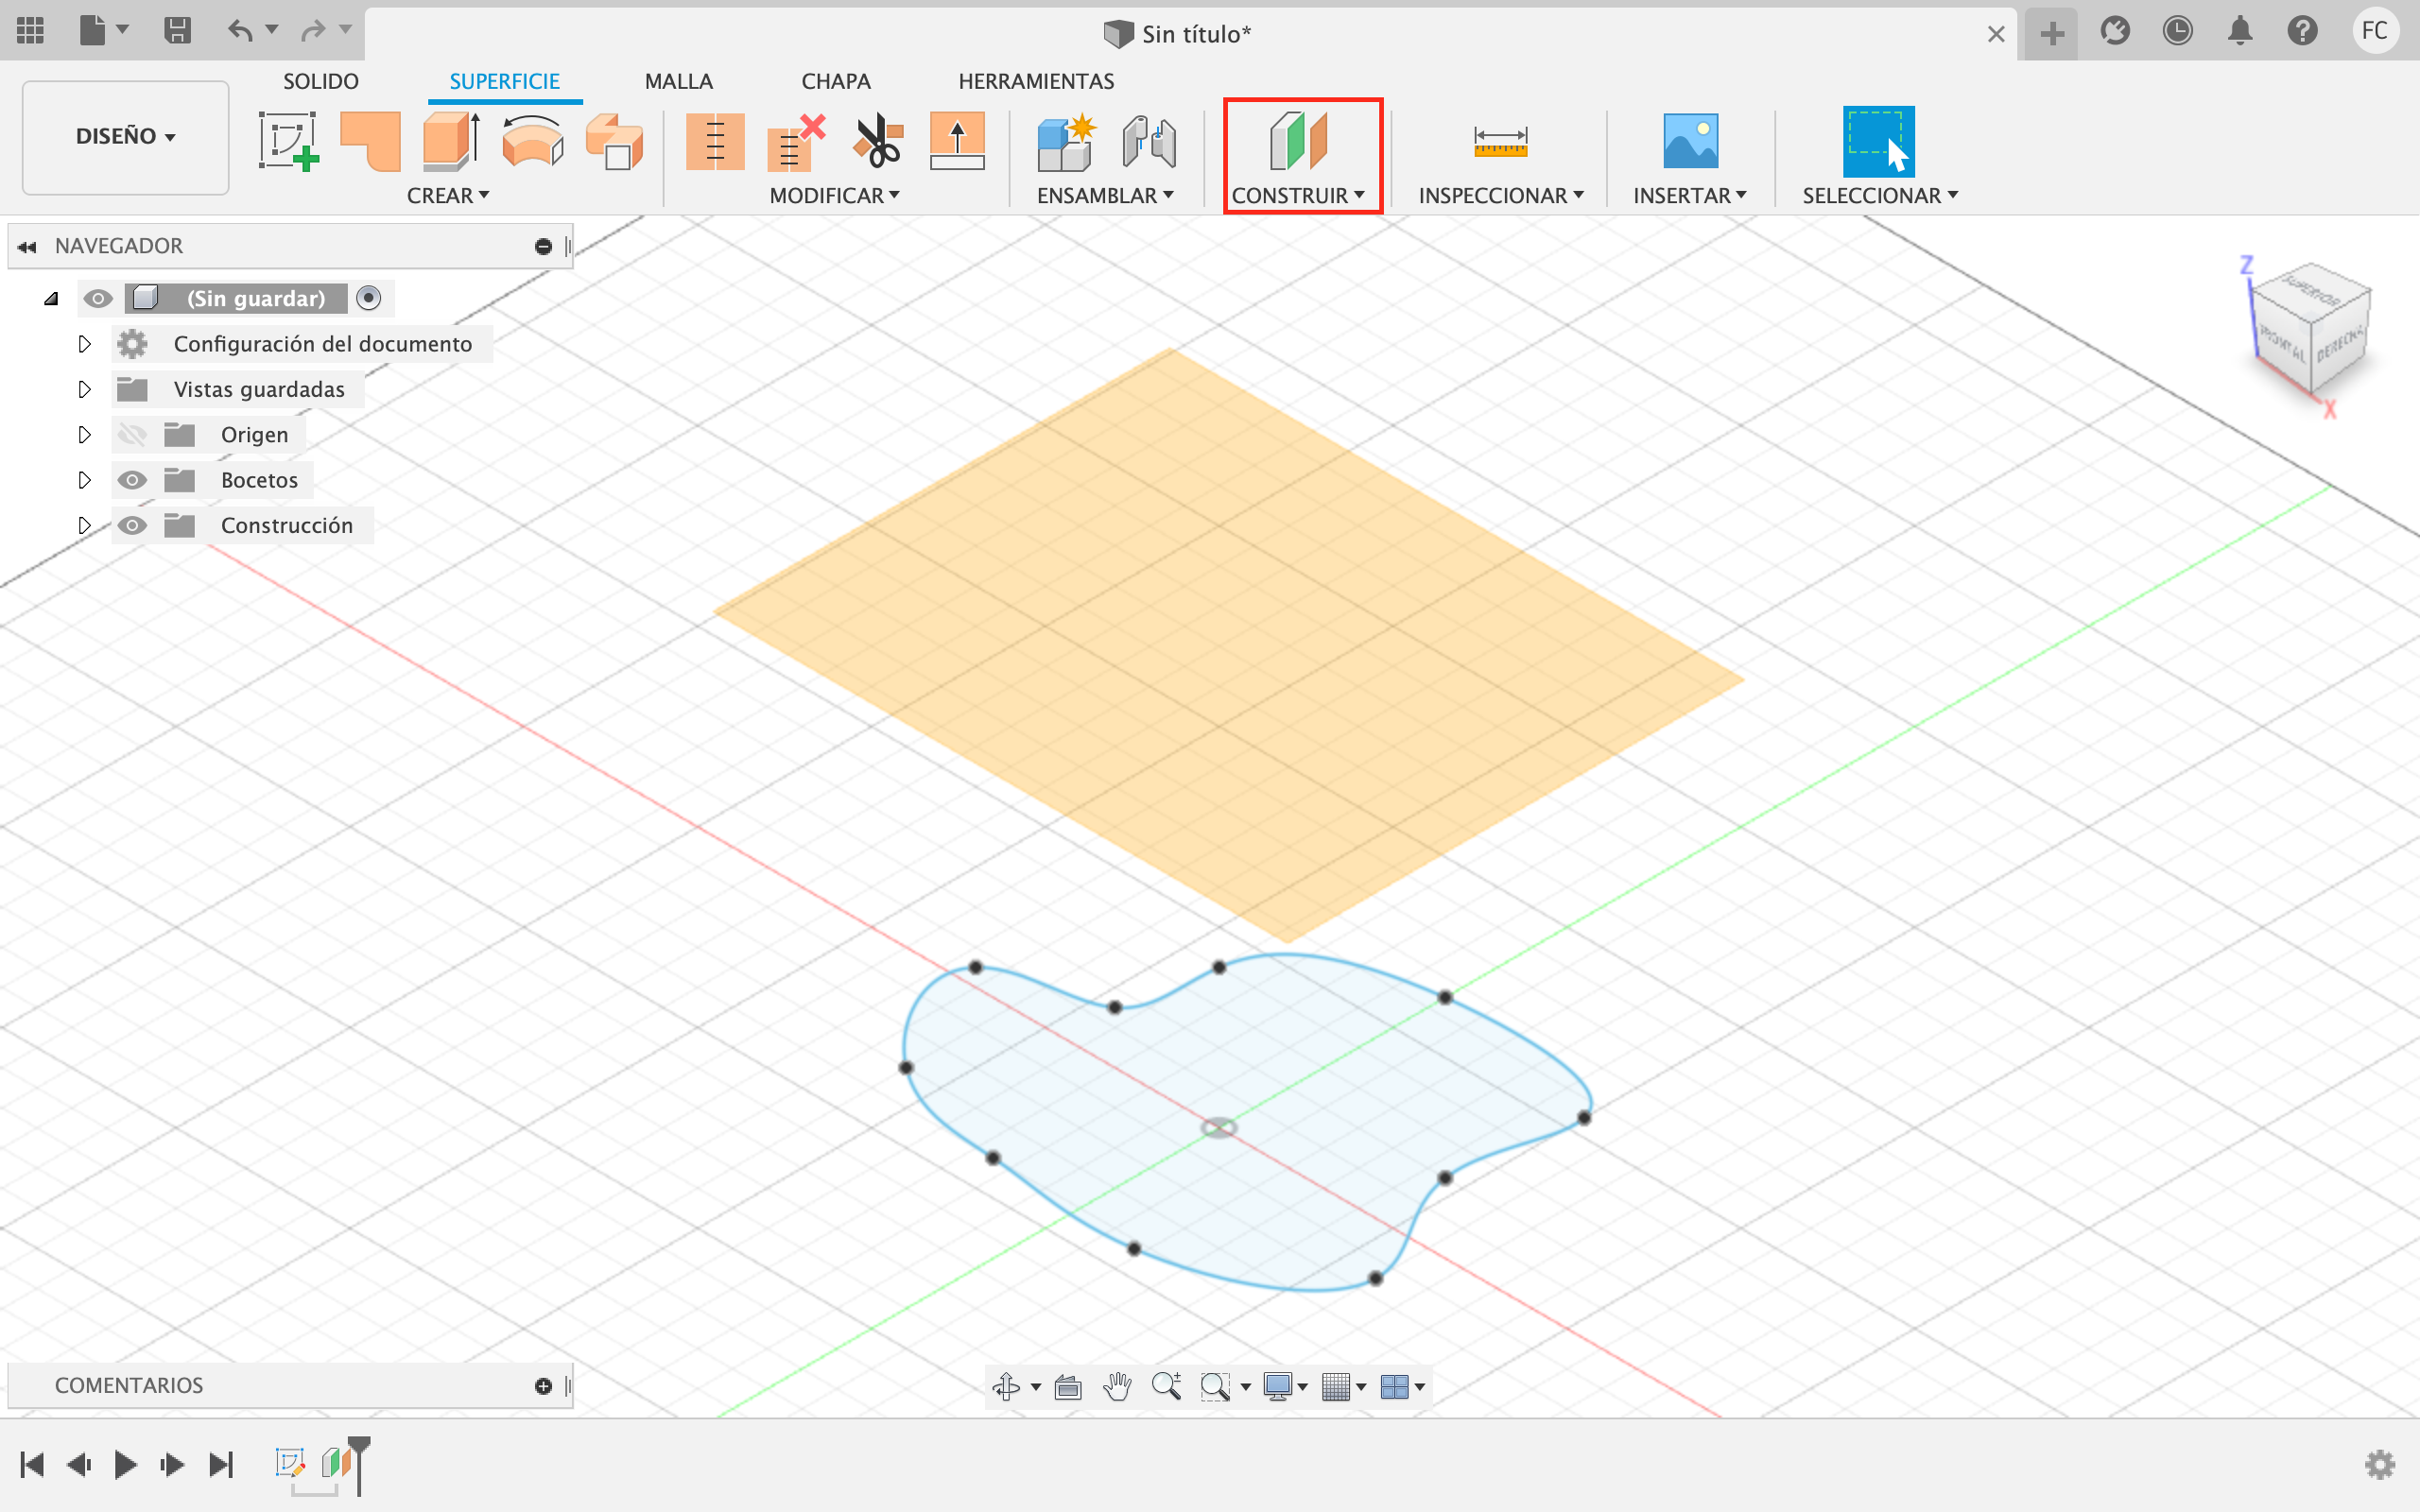 Sin título*
FC
SOLIDO SUPERFICIE MALLA CHAPA HERRAMIENTAS
DISEÑO
CREAR MODIFICAR ENSAMBLAR CONSTRUIR INSPECCIONAR INSERTAR SELECCIONAR
NAVEGADOR
(Sin guardar)
Configuración del documento
Vistas guardadas
Origen
Bocetos
Construcción
Z
SUPERIOR
FRONTAL DERECHA
X
COMENTARIOS